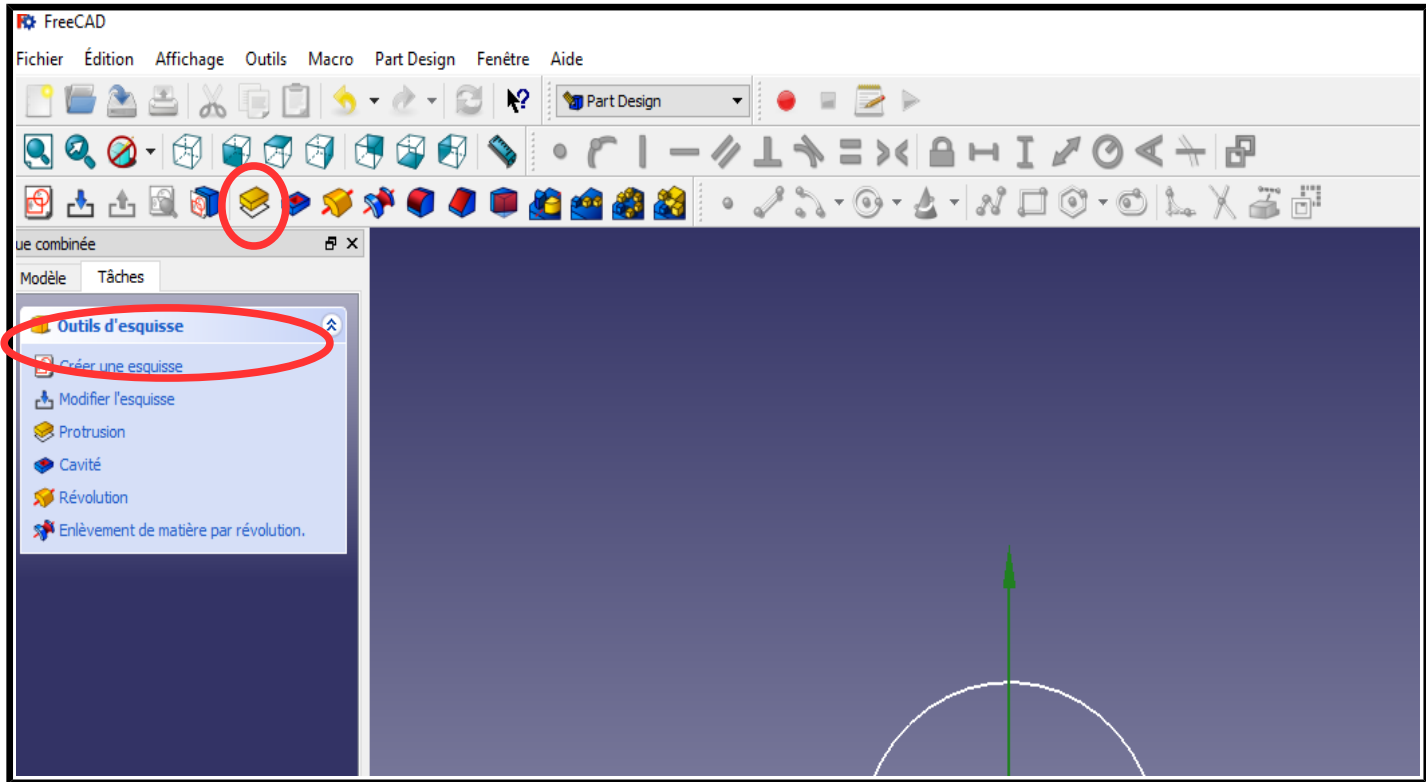 FreeCAD
Fichier Édition Affichage Outils Macro Part Design Fenêtre Aide
Part Design
ue combinée
Modèle Tâches
Outils d'esquisse
Créer une esquisse
Modifier l'esquisse
Protrusion
Cavité
Révolution
Enlèvement de matière par révolution.